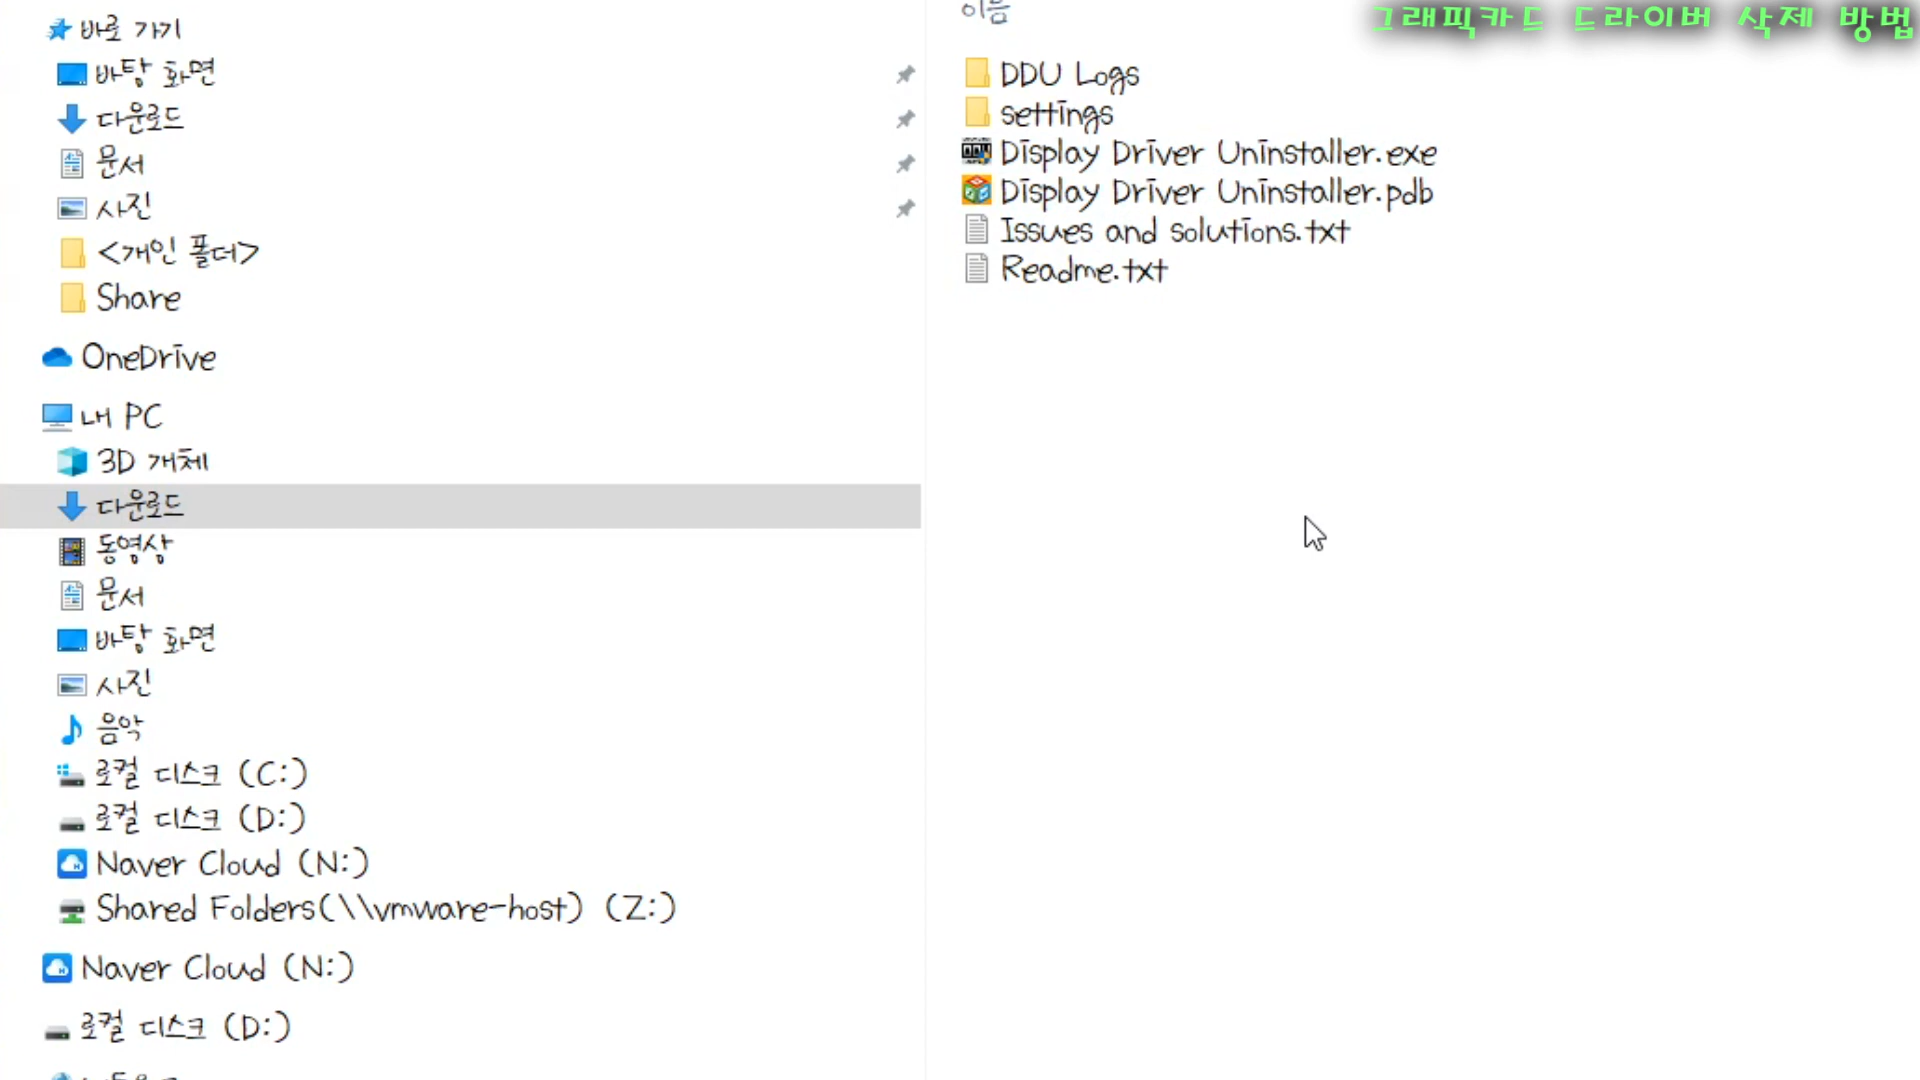 그래픽카드 드라이버 삭제 방법
바로 가기
바탕 화면
다운로드
문서
사진
<개인 폴더>
Share
OneDrive
내 PC
3D 개체
다운로드
동영상
문서
바탕 화면
사진
음악
로컬 디스크 (C:)
로컬 디스크 (D:)
Naver Cloud (N:)
Shared Folders(\\vmware-host) (Z:)
Naver Cloud (N:)
로컬 디스크 (D:)
이름
DDU Logs
settings
Display Driver Uninstaller.exe
Display Driver Uninstaller.pdb
Issues and solutions.txt
Readme.txt